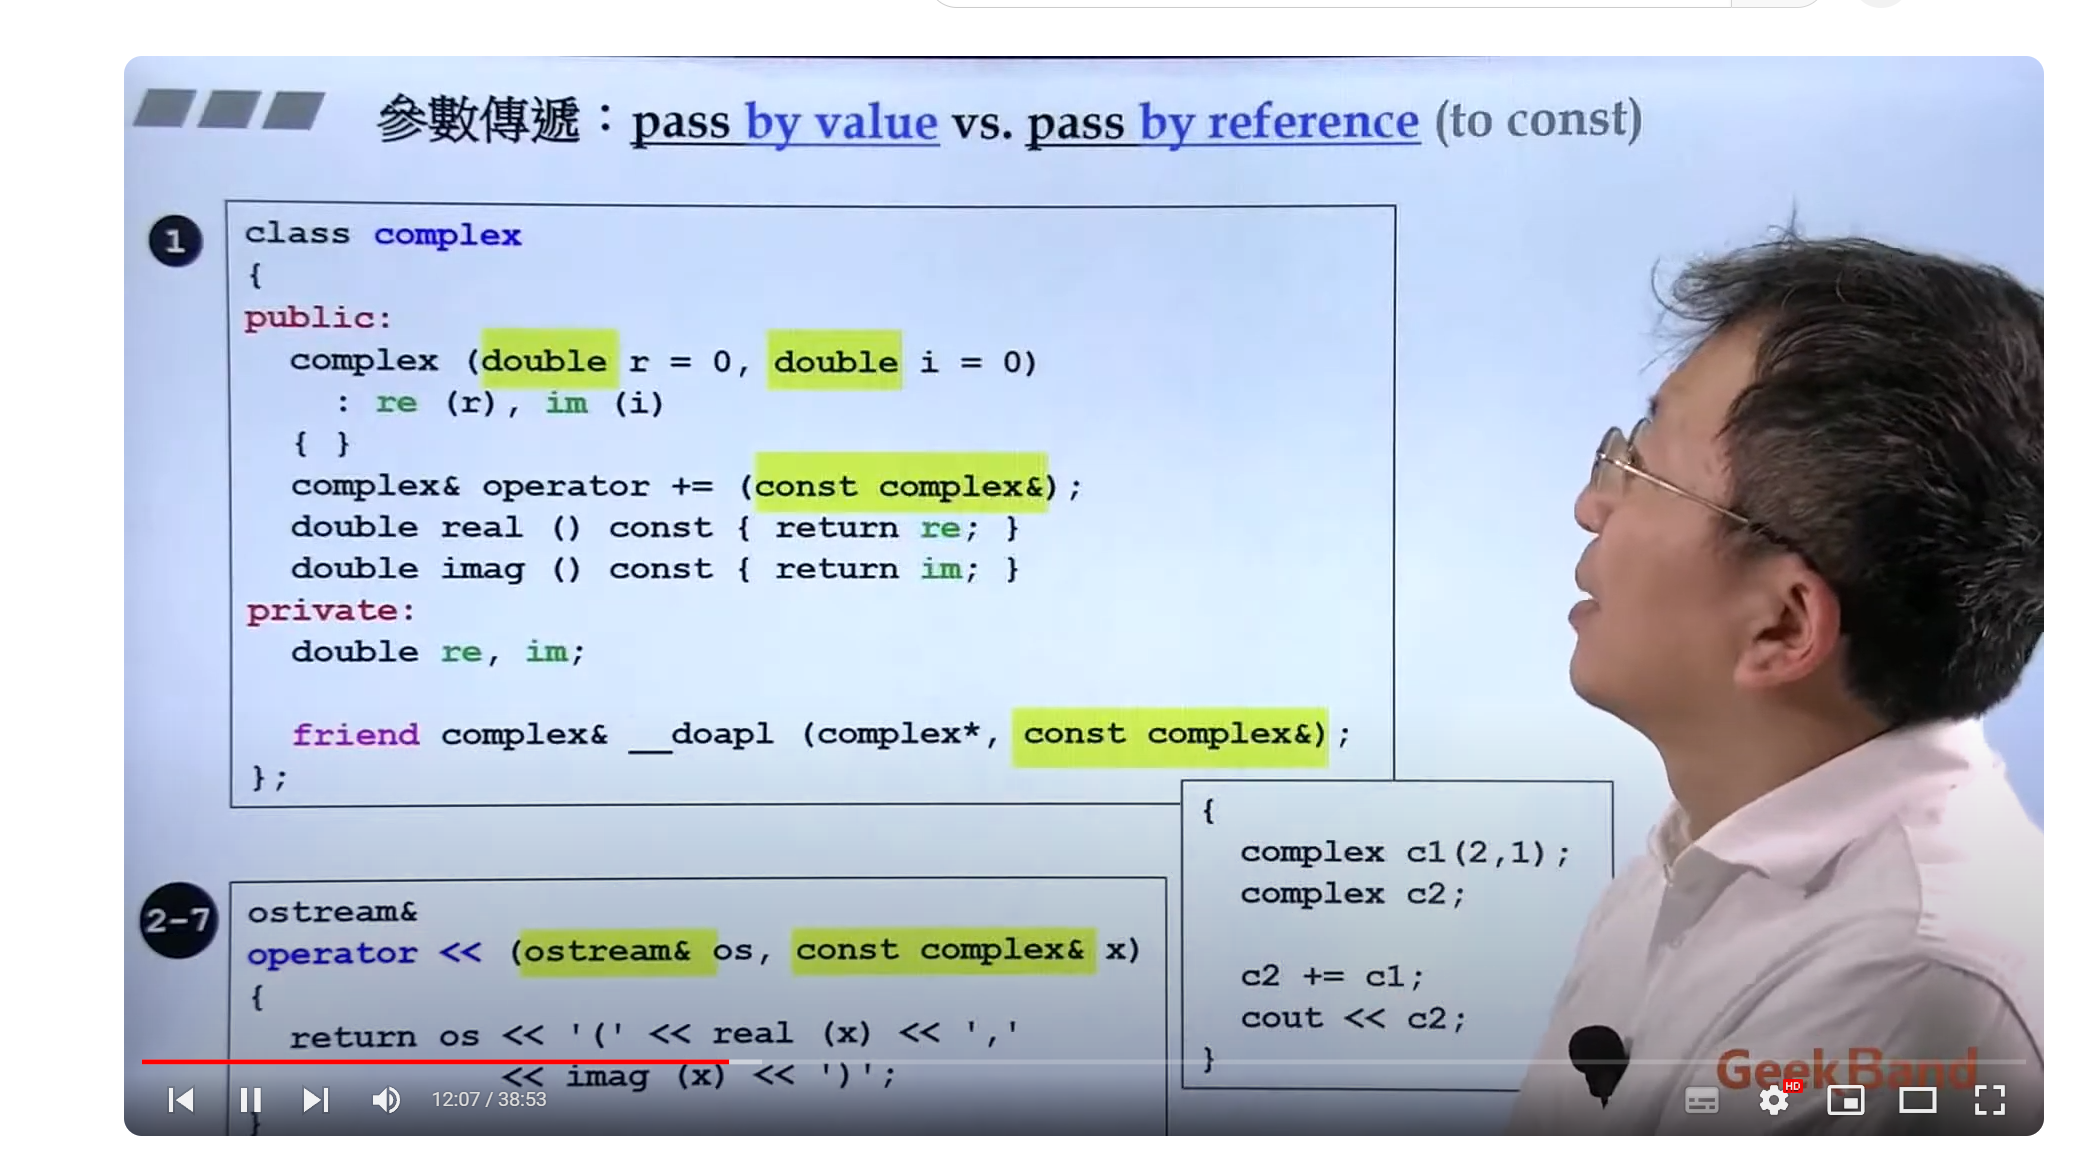 參數傳遞：pass by value vs. pass by reference (to const)
1
class complex
{
public:
complex (double r = 0, double i = 0)
: re (r), im (i)
{ }
complex& operator += (const complex&);
double real () const { return re; }
double imag () const { return im; }
private:
double re, im;
friend complex& __doapl (complex*, const complex&);
};
2-7
ostream&
operator << (ostream& os, const complex& x)
{
return os << '(' << real (x) << ','
<< imag (x) << ')';
}
{
complex c1(2,1);
complex c2;
c2 += c1;
cout << c2;
}
GeekBand
12:07 / 38:53
HD